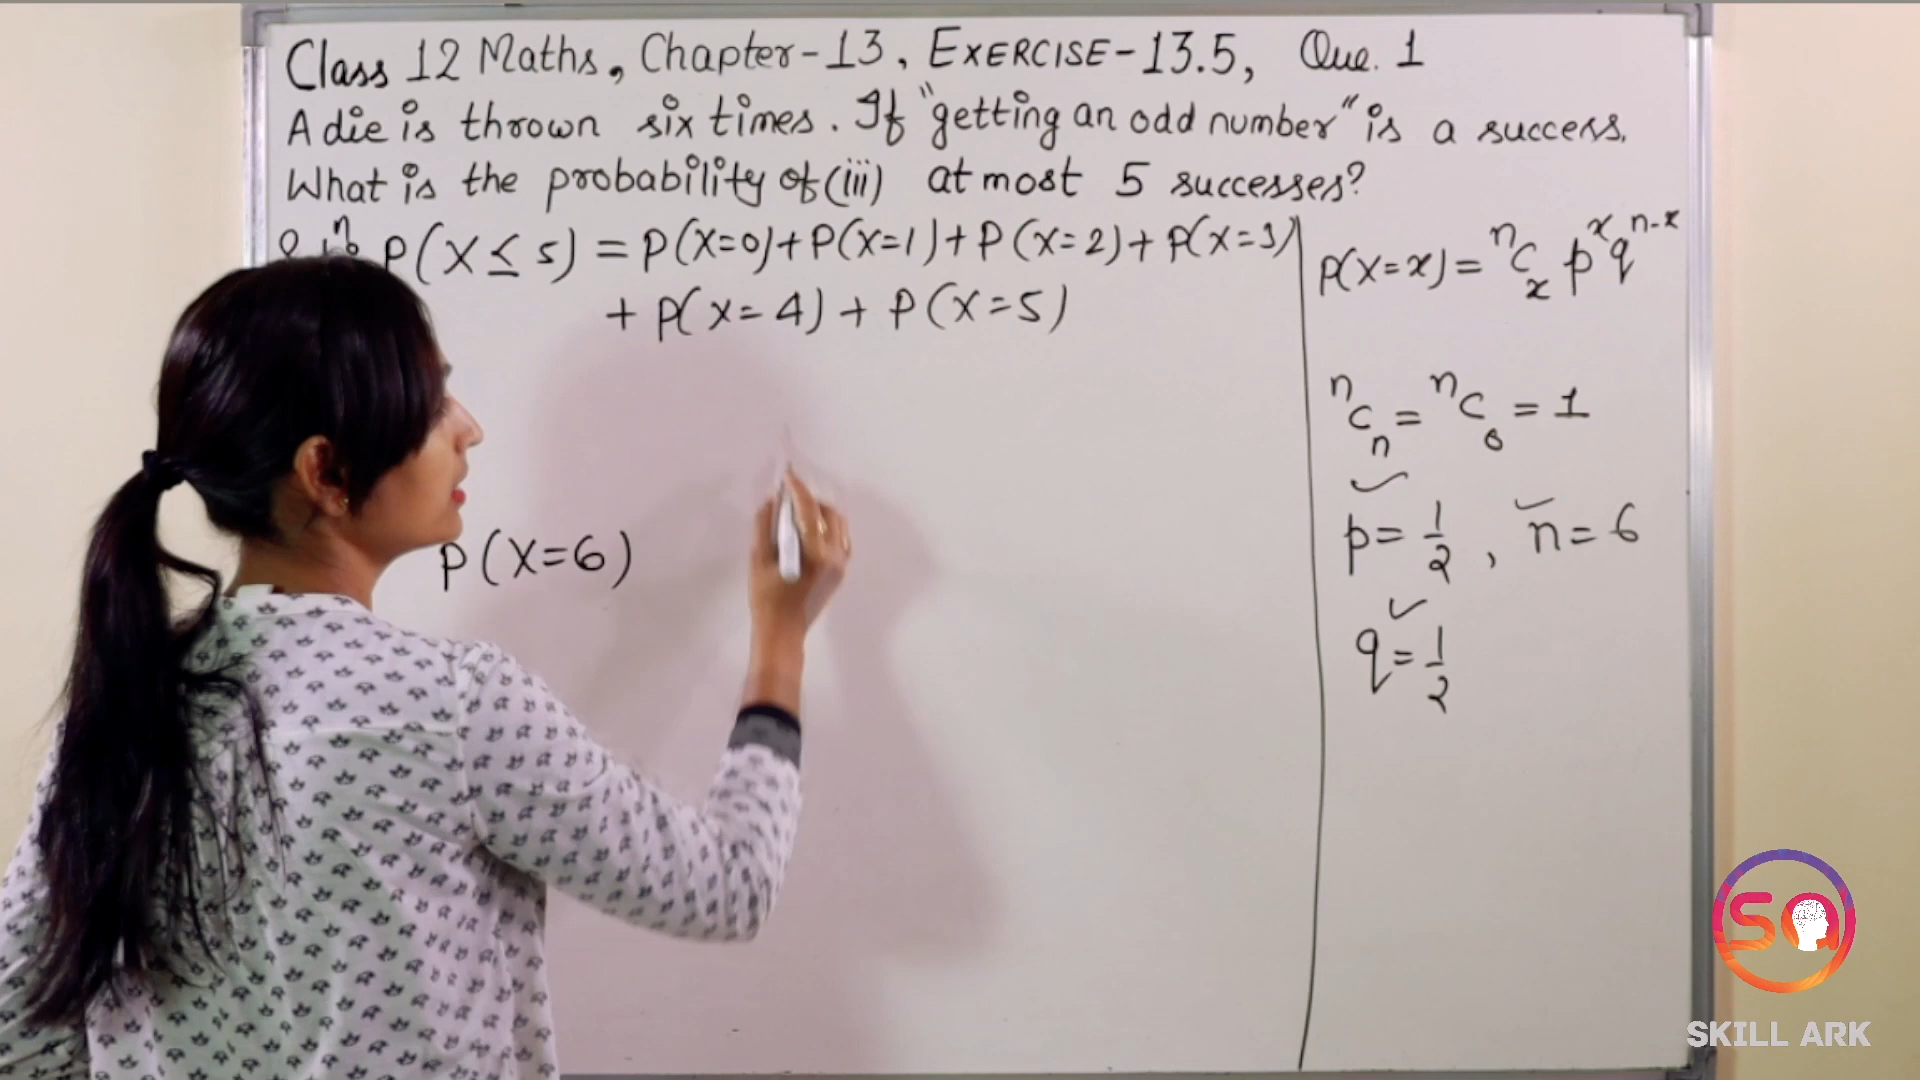 Class 12 Maths, Chapter-13, EXERCISE-13.5, Que. 1
A die is thrown six times. If "getting an odd number" is a success.
What is the probability of (iii) at most 5 successes?
P(X≤5) = P(X=0)+P(X=1)+P(X=2)+P(X=3)
+ P(X=4) + P(X=5)
P(X=6)
P(X=x) = ⁿCₓ pˣ qⁿ⁻ˣ
ⁿCₙ = ⁿC₀ = 1
p = 1/2, n = 6
q = 1/2
SA
SKILL ARK